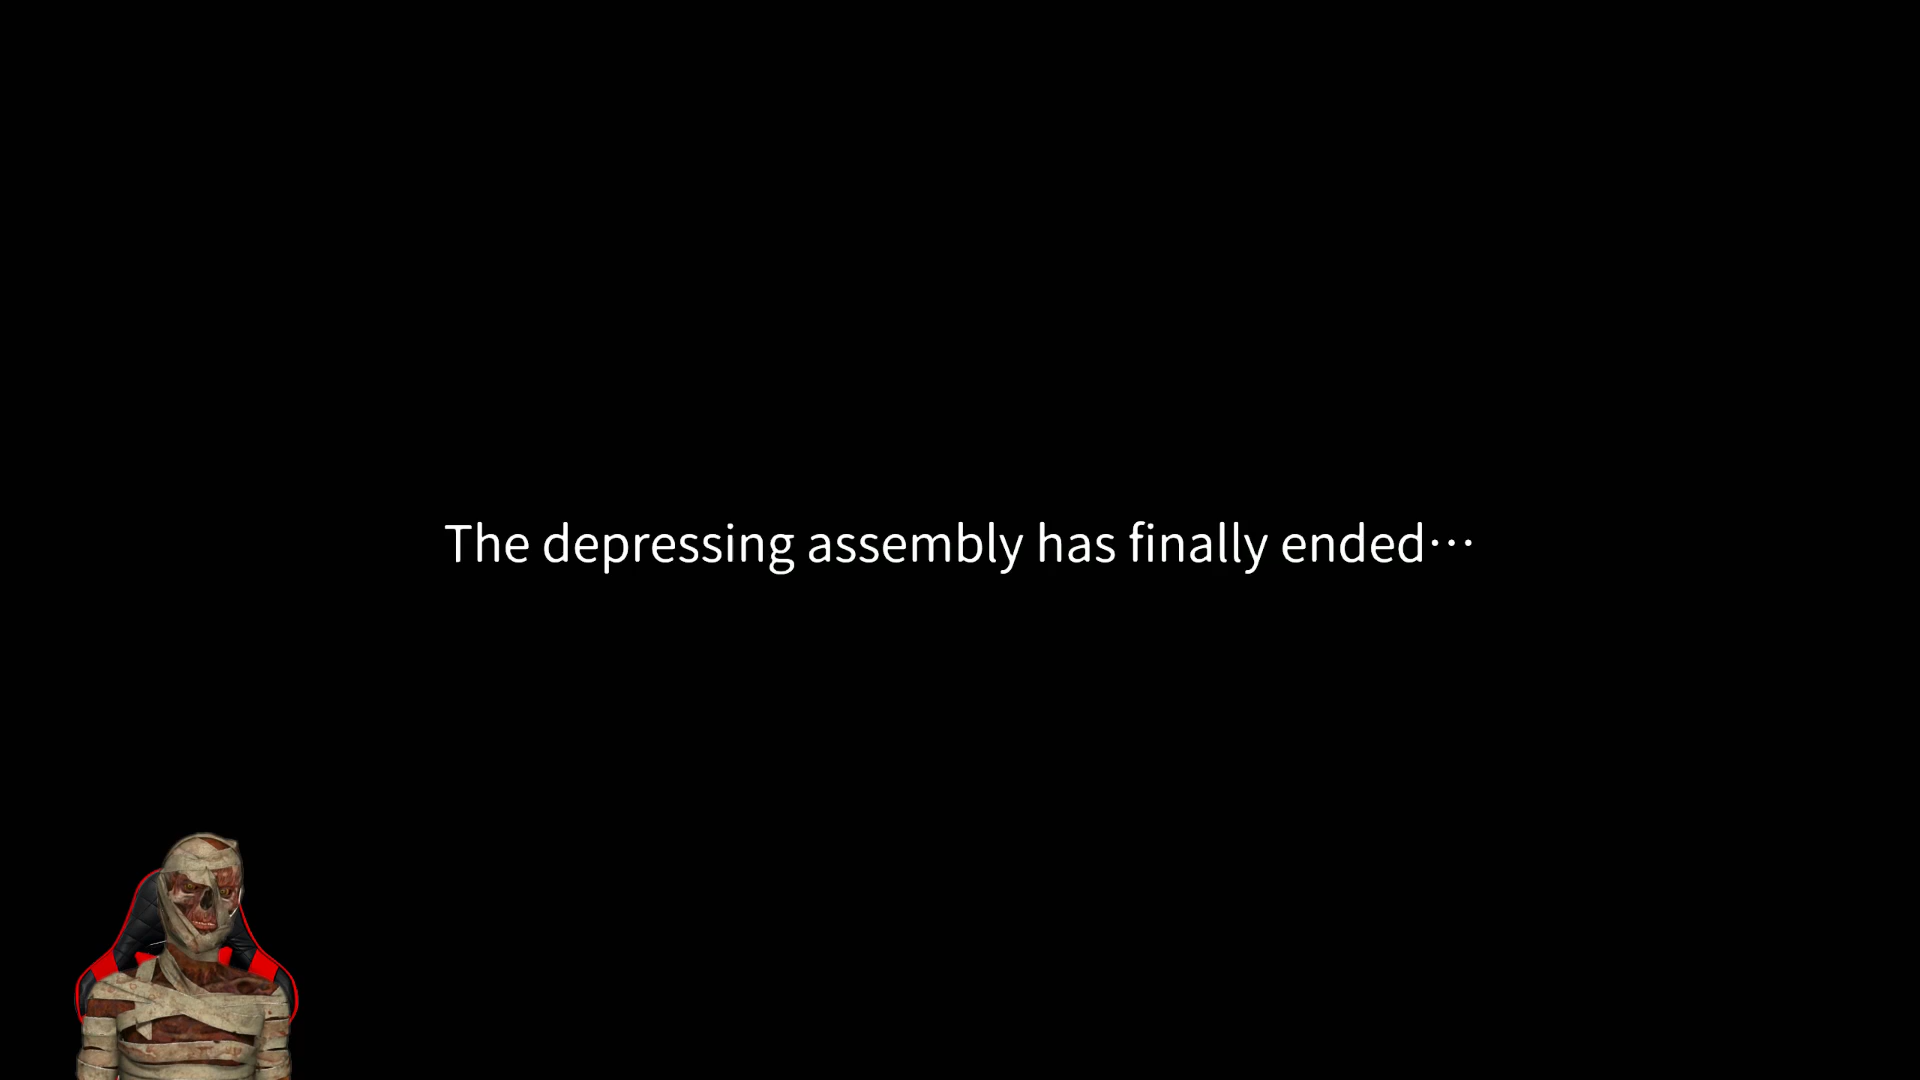 The depressing assembly has finally ended⋯